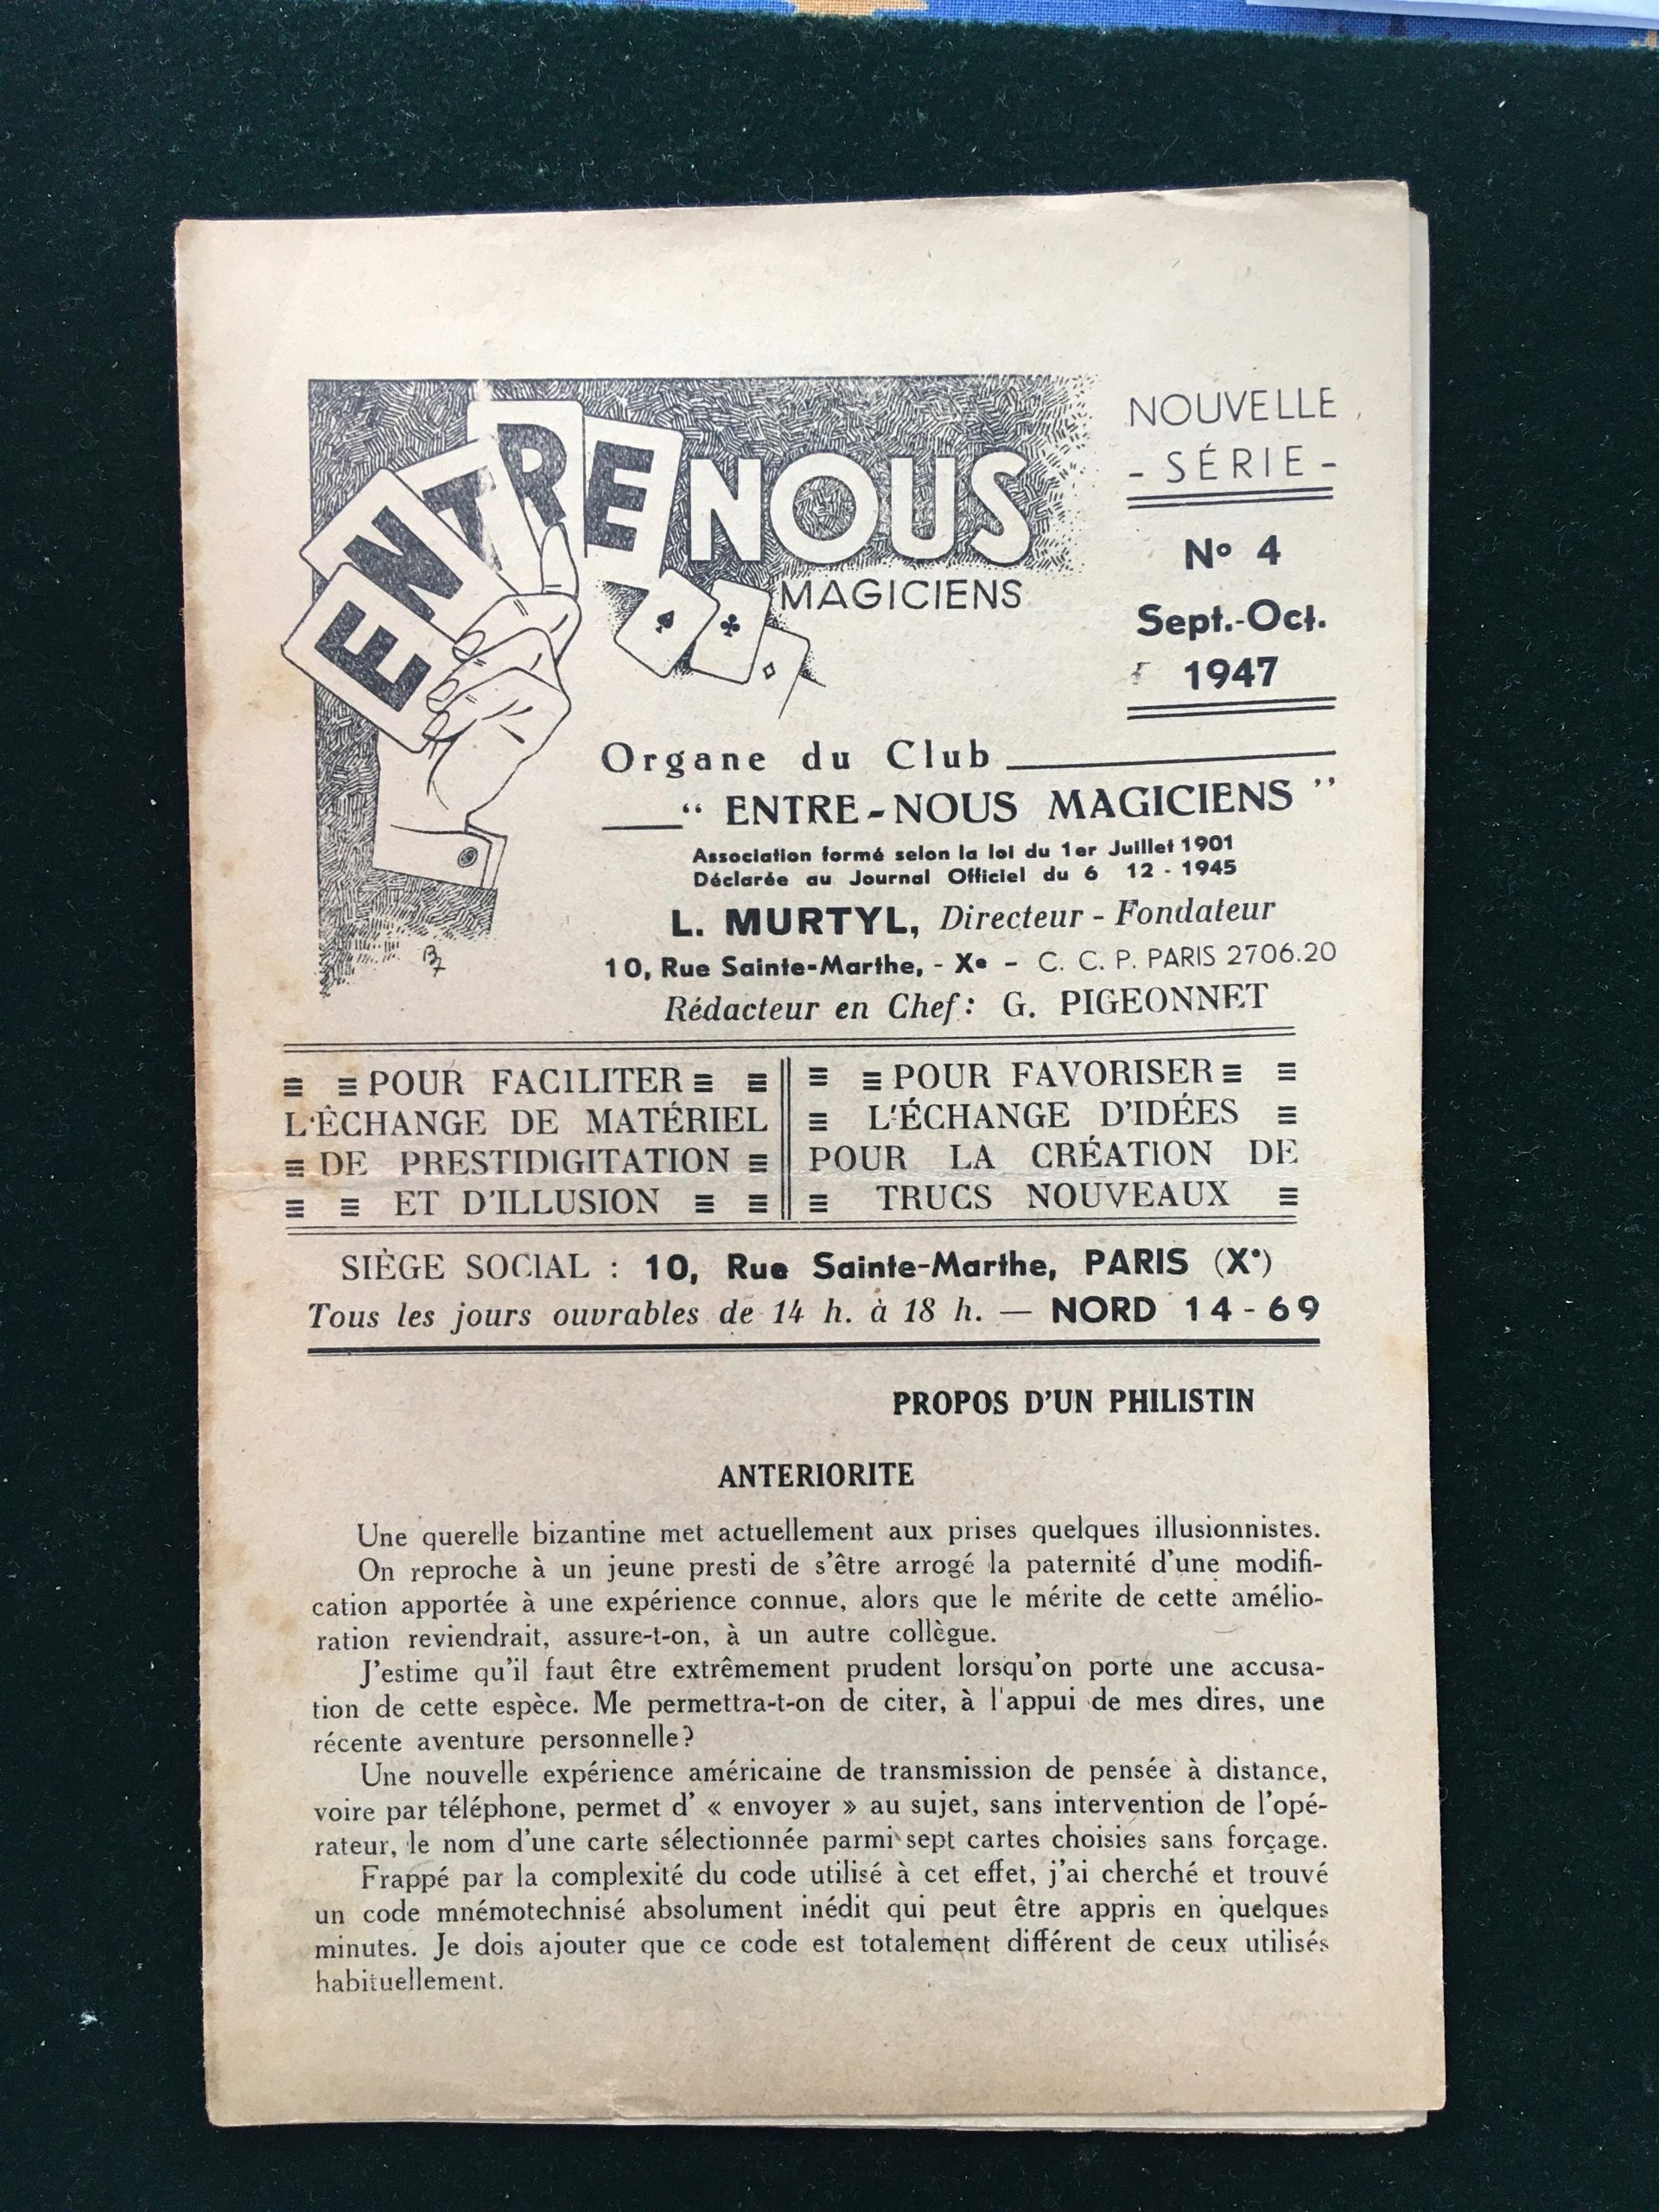 ENTRE NOUS
MAGICIENS
NOUVELLE
- SÉRIE -
No 4
Sept.-Oct.
1947
Organe du Club
“ ENTRE-NOUS MAGICIENS ”
Association formé selon la loi du 1er Juillet 1901
Déclarée au Journal Officiel du 6 12 - 1945
L. MURTYL, Directeur - Fondateur
10, Rue Sainte-Marthe, - Xe - C. C. P. PARIS 2706.20
Rédacteur en Chef : G. PIGEONNET
POUR FACILITER
L'ÉCHANGE DE MATÉRIEL
DE PRESTIDIGITATION
ET D'ILLUSION
POUR FAVORISER
L'ÉCHANGE D'IDÉES
POUR LA CRÉATION DE
TRUCS NOUVEAUX
SIÈGE SOCIAL : 10, Rue Sainte-Marthe, PARIS (Xe)
Tous les jours ouvrables de 14 h. à 18 h. — NORD 14-69
PROPOS D'UN PHILISTIN
ANTERIORITE
Une querelle bizantine met actuellement aux prises quelques illusionnistes.
On reproche à un jeune presti de s'être arrogé la paternité d'une modifi-
cation apportée à une expérience connue, alors que le mérite de cette amélio-
ration reviendrait, assure-t-on, à un autre collègue.
J'estime qu'il faut être extrêmement prudent lorsqu'on porte une accusa-
tion de cette espèce. Me permettra-t-on de citer, à l'appui de mes dires, une
récente aventure personnelle ?
Une nouvelle expérience américaine de transmission de pensée à distance,
voire par téléphone, permet d' « envoyer » au sujet, sans intervention de l'opé-
rateur, le nom d'une carte sélectionnée parmi sept cartes choisies sans forçage.
Frappé par la complexité du code utilisé à cet effet, j'ai cherché et trouvé
un code mnémotechnisé absolument inédit qui peut être appris en quelques
minutes. Je dois ajouter que ce code est totalement différent de ceux utilisés
habituellement.